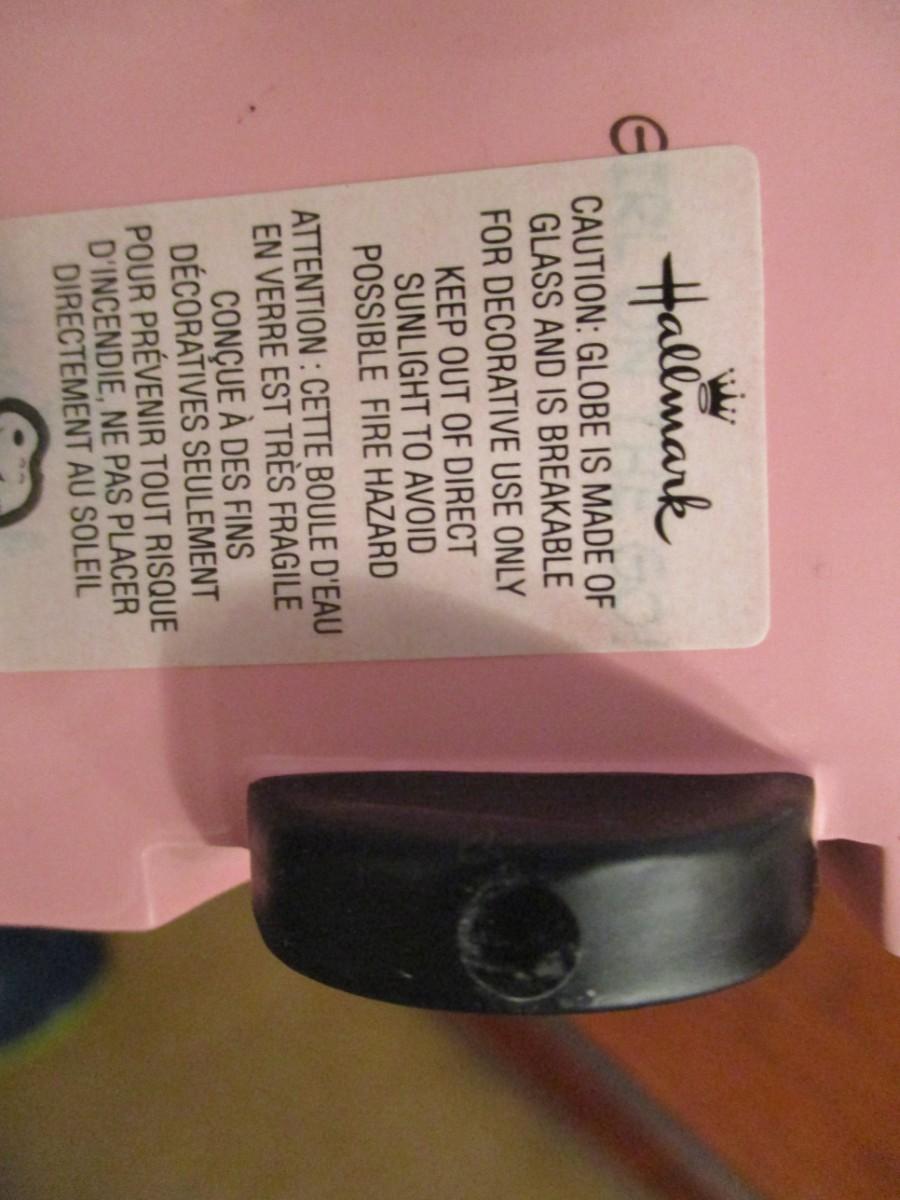 Hallmark
CAUTION: GLOBE IS MADE OF
GLASS AND IS BREAKABLE
FOR DECORATIVE USE ONLY
KEEP OUT OF DIRECT
SUNLIGHT TO AVOID
POSSIBLE FIRE HAZARD
ATTENTION : CETTE BOULE D'EAU
EN VERRE EST TRÈS FRAGILE
CONÇUE À DES FINS
DÉCORATIVES SEULEMENT
POUR PRÉVENIR TOUT RISQUE
D'INCENDIE, NE PAS PLACER
DIRECTEMENT AU SOLEIL